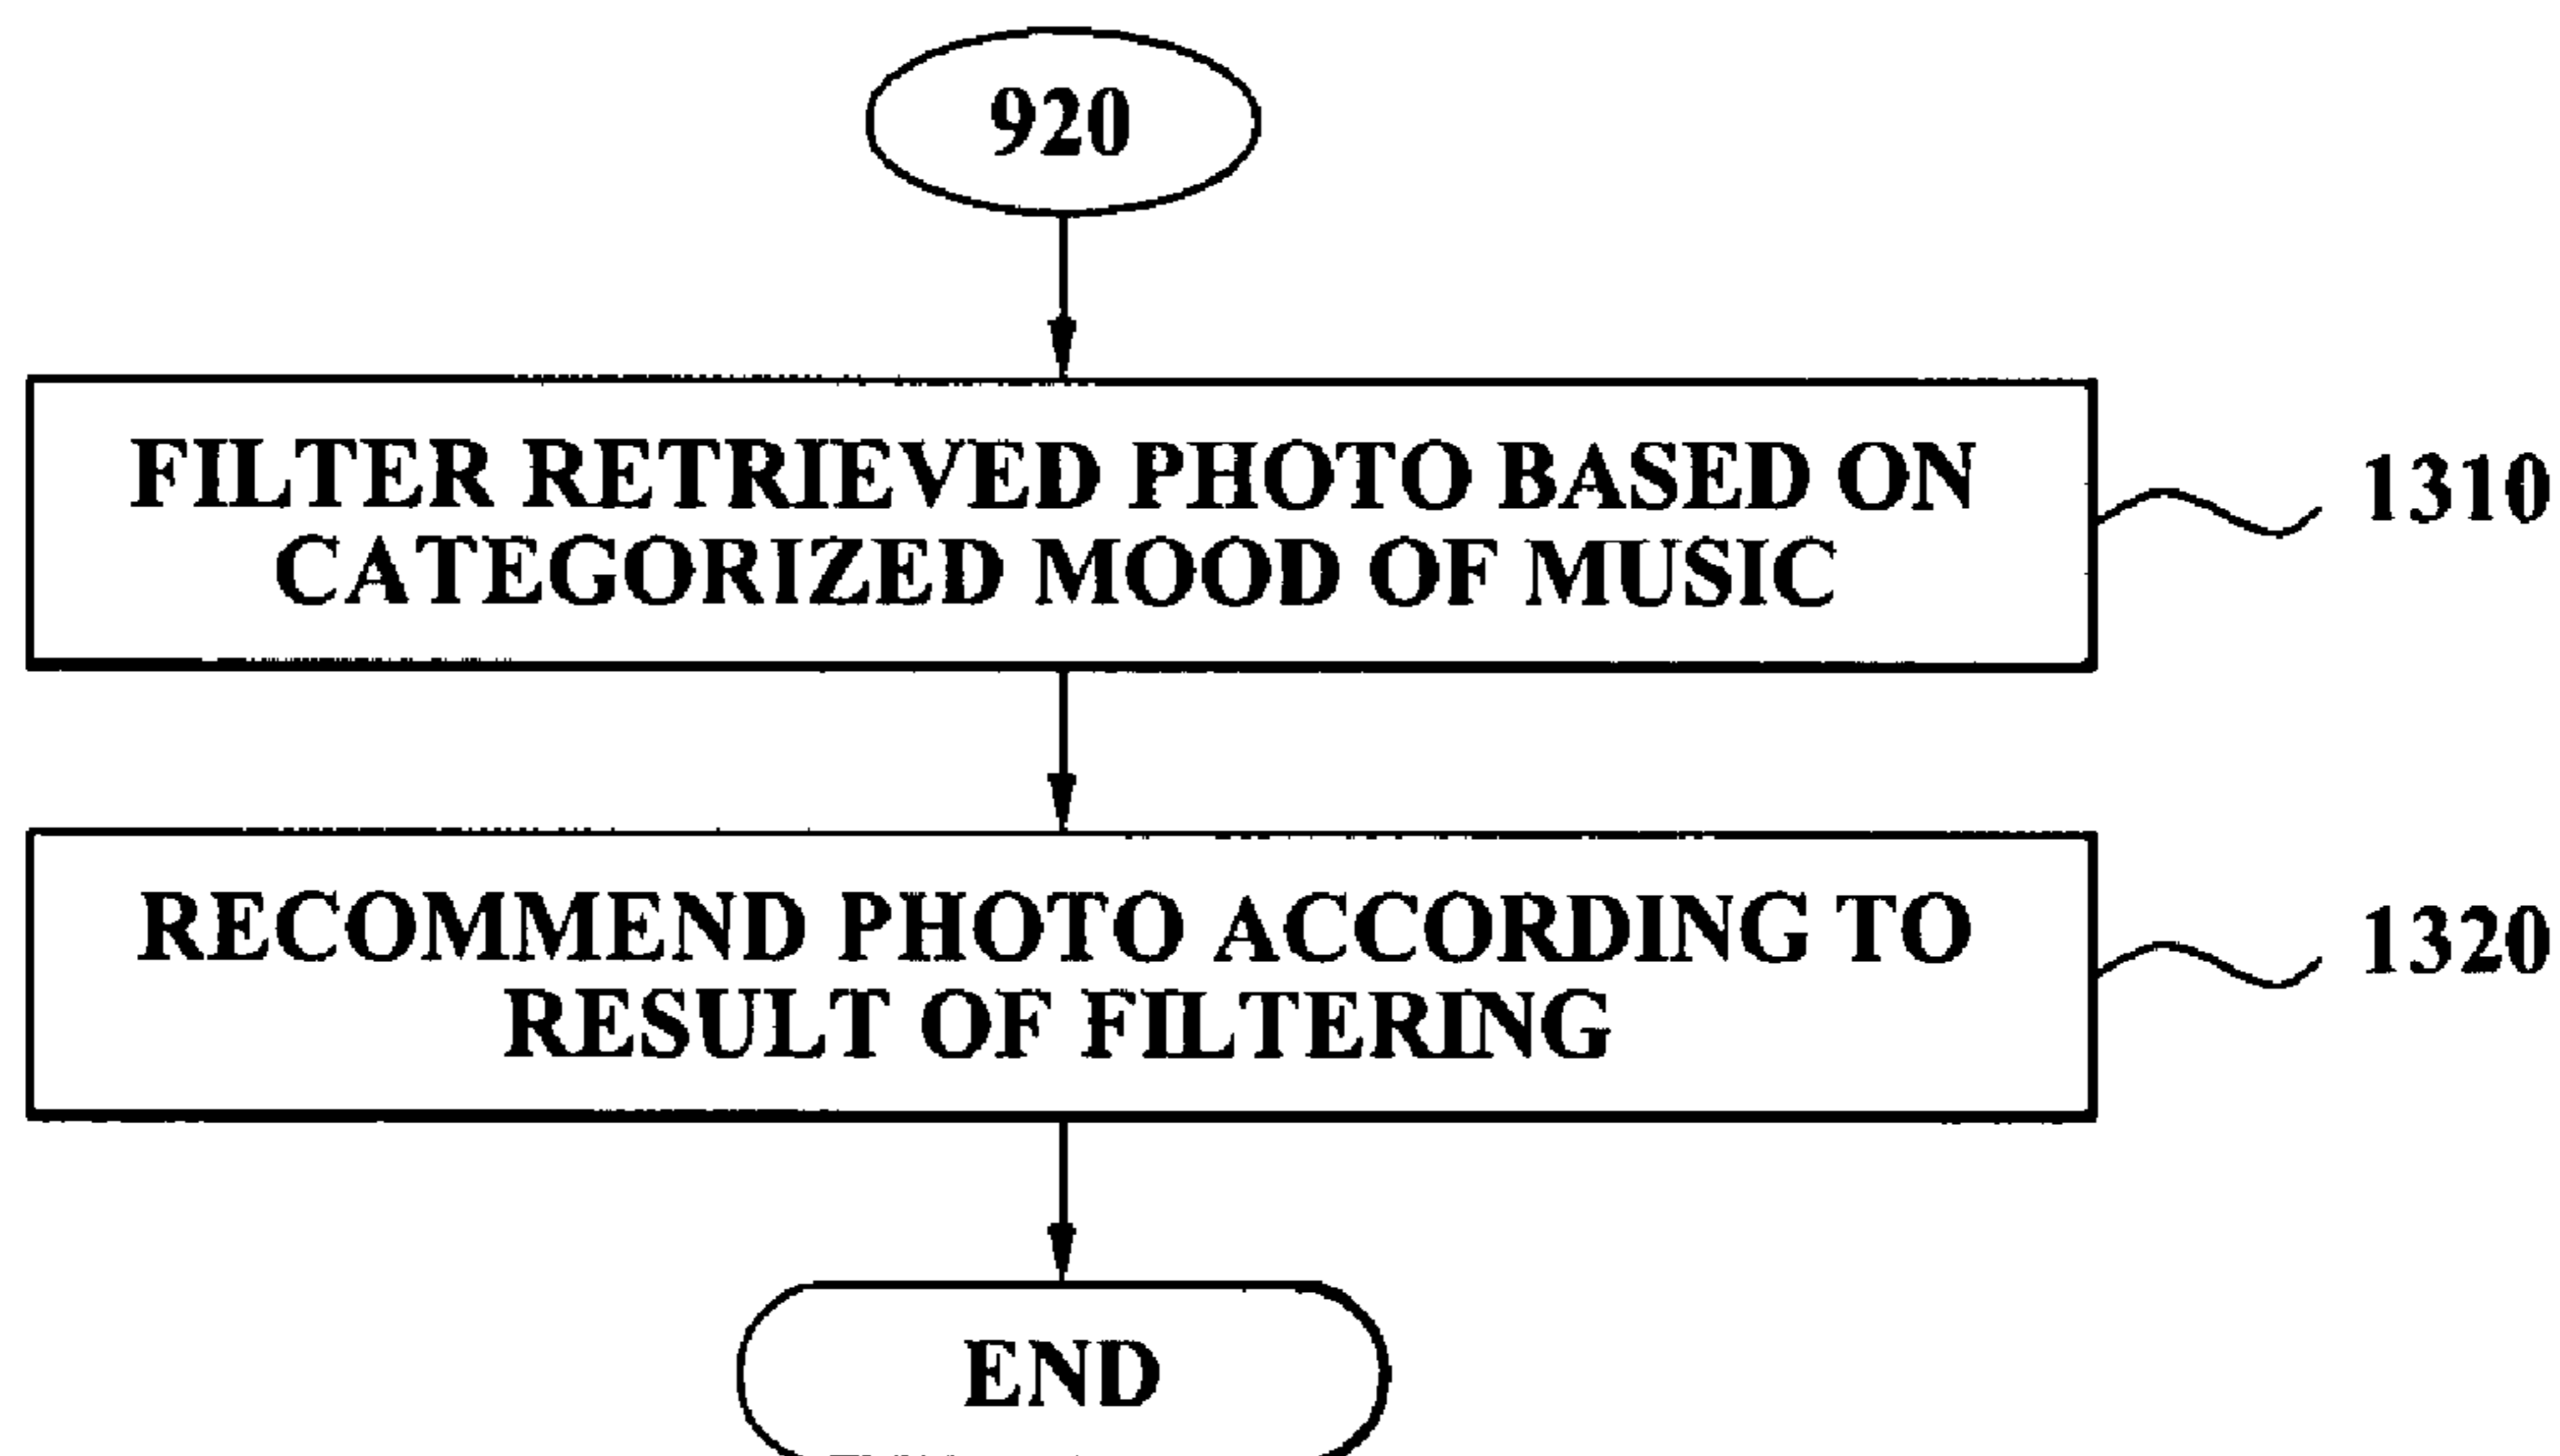 920
FILTER RETRIEVED PHOTO BASED ON
CATEGORIZED MOOD OF MUSIC
1310
RECOMMEND PHOTO ACCORDING TO
RESULT OF FILTERING
1320
END